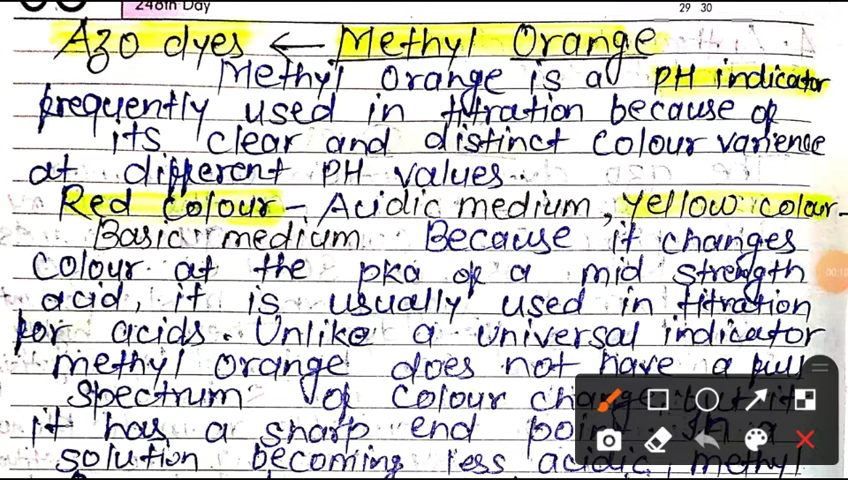 248th Day
29 30
Azo dyes ← Methyl Orange
Methyl Orange is a PH indicator
frequently used in titration because of
its clear and distinct colour varience
at different PH values.
Red colour - Acidic medium, yellow colour-
Basic medium Because it changes
colour at the pka of a mid strength
acid, it is usually used in titration
for acids. Unlike a universal indicator
methyl Orange does not have a full
spectrum of colour change, but it
it has a sharp end point. In a
solution becoming less acidic, methyl
00:10